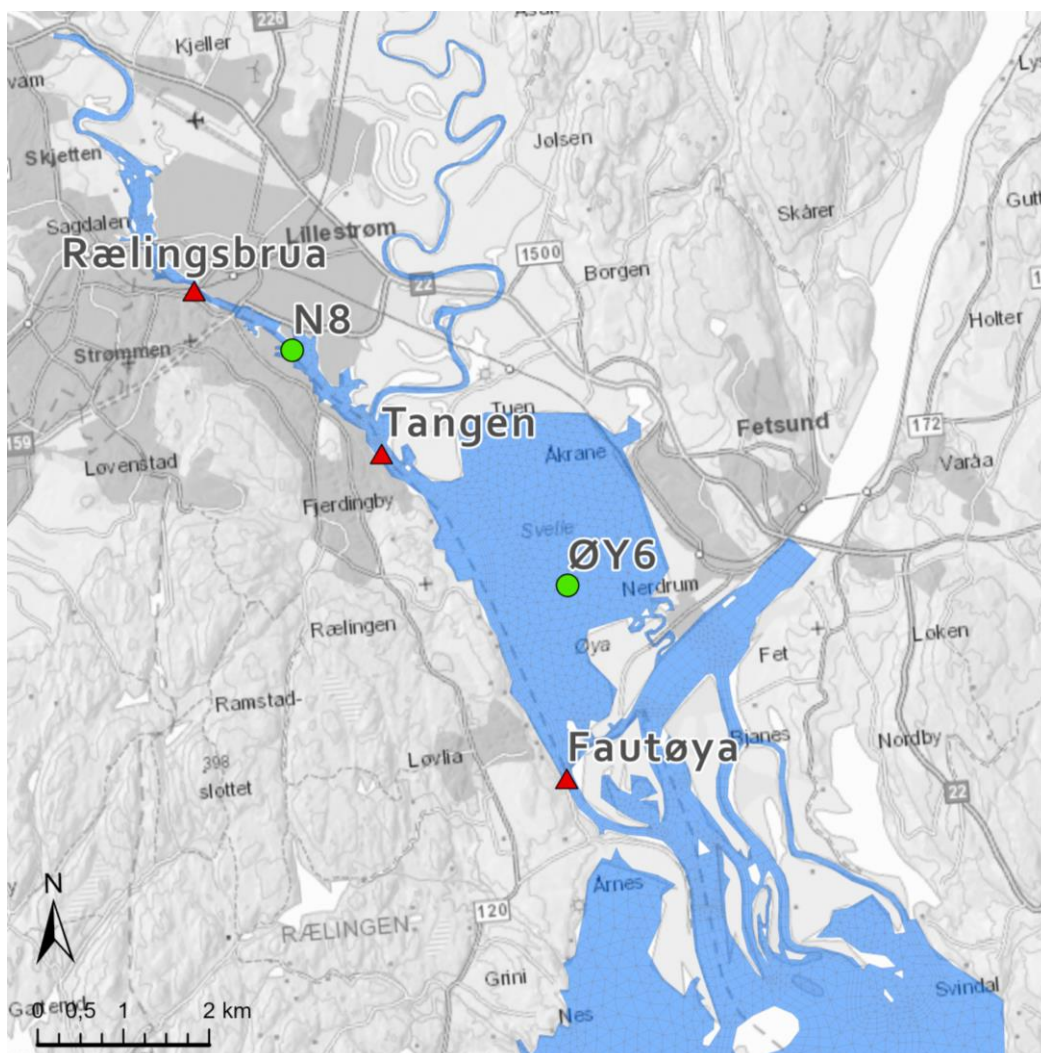 226
Kjeller
vam
Skjetten
Jølsen
Skårer
Sagdalen
Lillestrøm
Rælingsbrua
22
1500
Borgen
N8
Holter
Strømmen
Tuen
Tangen
Fetsund
172
159
Løvenstad
Åkrane
Varåa
Fjerdingby
Svelle
ØY6
Nerdrum
Rælingen
Løken
Øya
Fet
Ramstad-
slottet
398
Bjanes
Nordby
Løvlia
Fautøya
22
Årnes
120
N
RÆLINGEN
Grini
Svindal
Nes
0 0,5 1 2 km